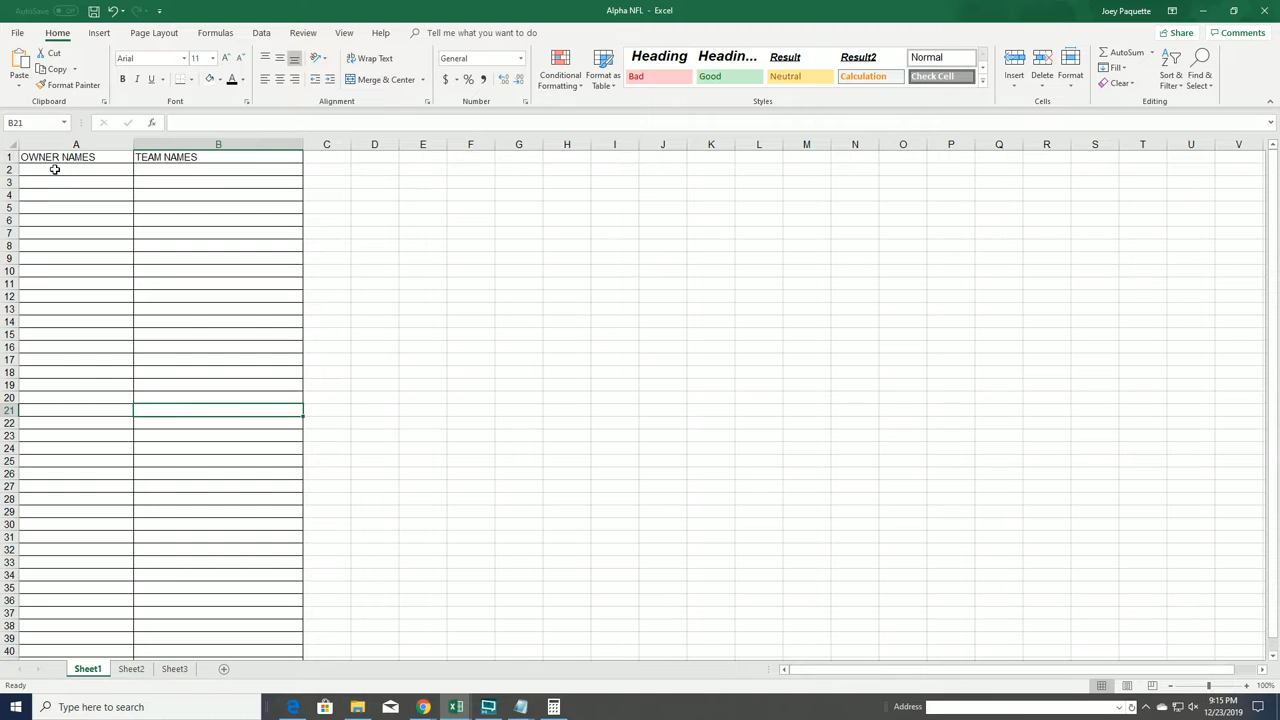 AutoSave Off
Alpha NFL - Excel
Joey Paquette
File Home Insert Draw Page Layout Formulas Data Review View Help Tell me what you want to do
Share Comments
Paste
Cut
Copy
Format Painter
Clipboard
Arial 11
B I U
Font
Wrap Text
Merge & Center
Alignment
General
$ % ,
Number
Conditional Formatting
Format as Table
Heading Headin... Result Result2 Normal
Bad Good Neutral Calculation Check Cell
Styles
Insert Delete Format
Cells
AutoSum
Fill
Clear
Sort & Filter
Find & Select
Editing
B21
fx
A B C D E F G H I J K L M N O P Q R S T U V
1 OWNER NAMES TEAM NAMES
2
3
4
5
6
7
8
9
10
11
12
13
14
15
16
17
18
19
20
21
22
23
24
25
26
27
28
29
30
31
32
33
34
35
36
37
38
39
40
Sheet1 Sheet2 Sheet3
Ready
100%
Type here to search
Address
9:15 PM
12/23/2019